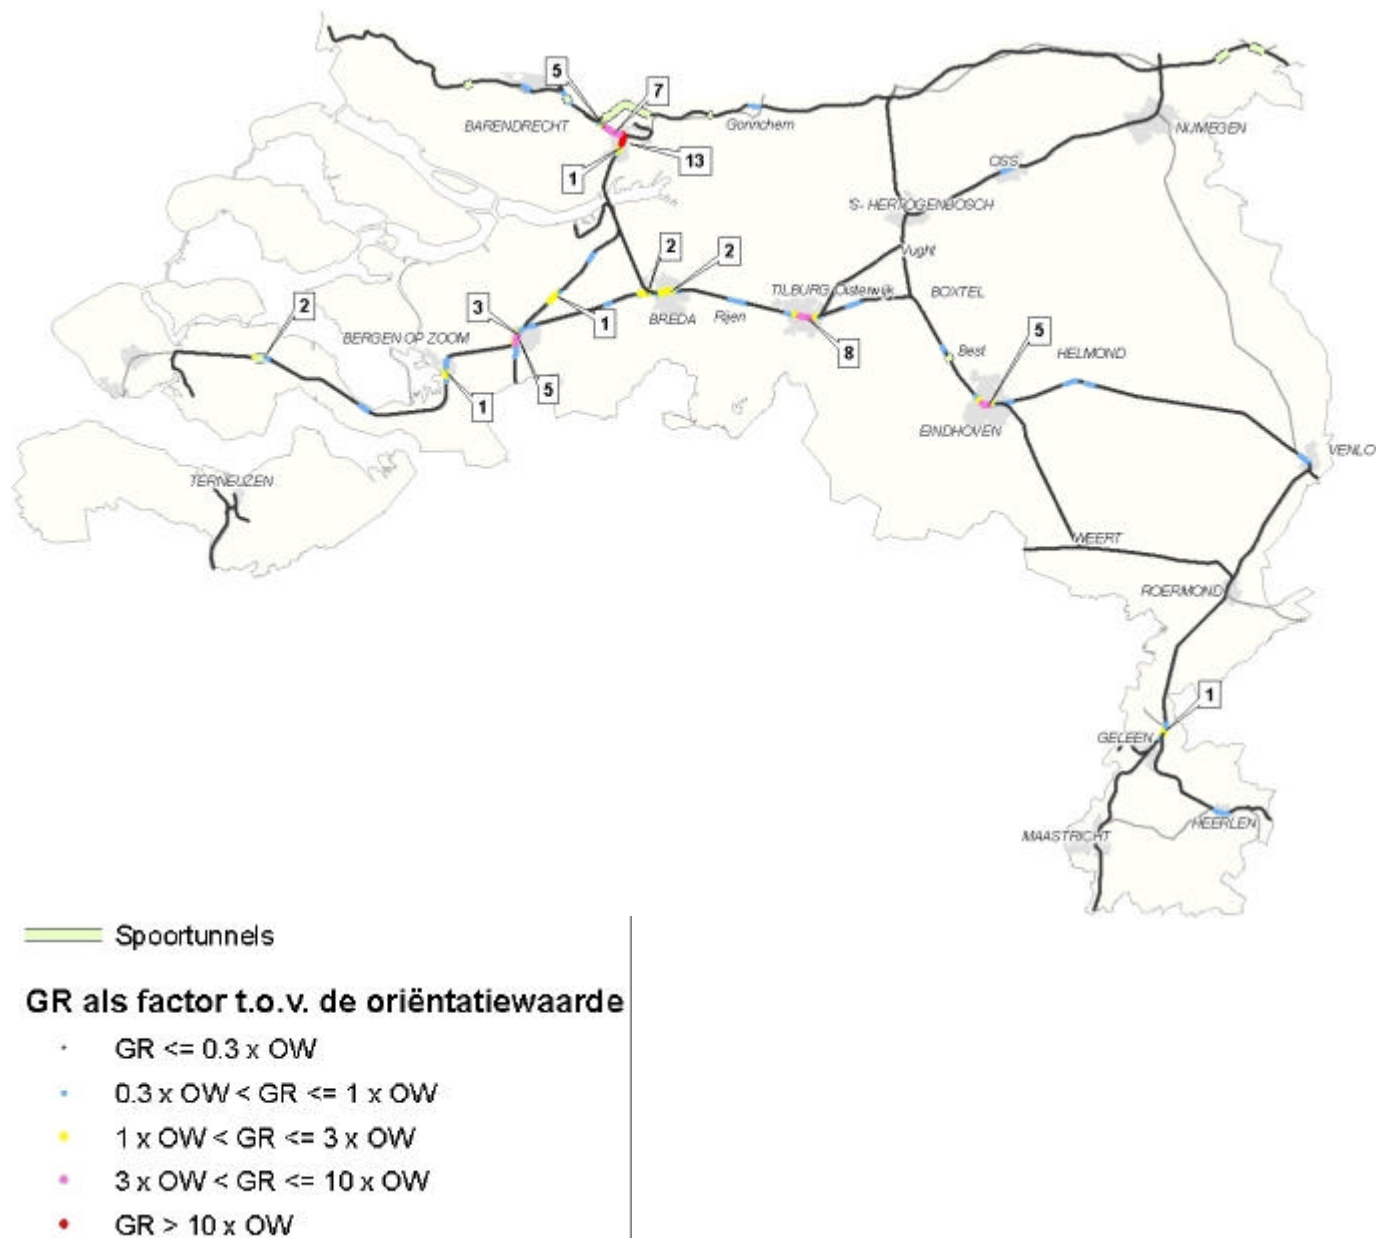 5
7
BARENDRECHT
Gorinchem
NIJMEGEN
1
13
OSS
'S- HERTOGENBOSCH
Vught
2
2
2
TILBURG
Oisterwijk
BOXTEL
3
BERGEN OP ZOOM
1
BREDA
Rijen
8
Best
5
HELMOND
1
5
EINDHOVEN
VENLO
TERNEUZEN
WEERT
ROERMOND
1
GELEEN
MAASTRICHT
HEERLEN
Spoortunnels
GR als factor t.o.v. de oriëntatiewaarde
GR <= 0.3 x OW
0.3 x OW < GR <= 1 x OW
1 x OW < GR <= 3 x OW
3 x OW < GR <= 10 x OW
GR > 10 x OW